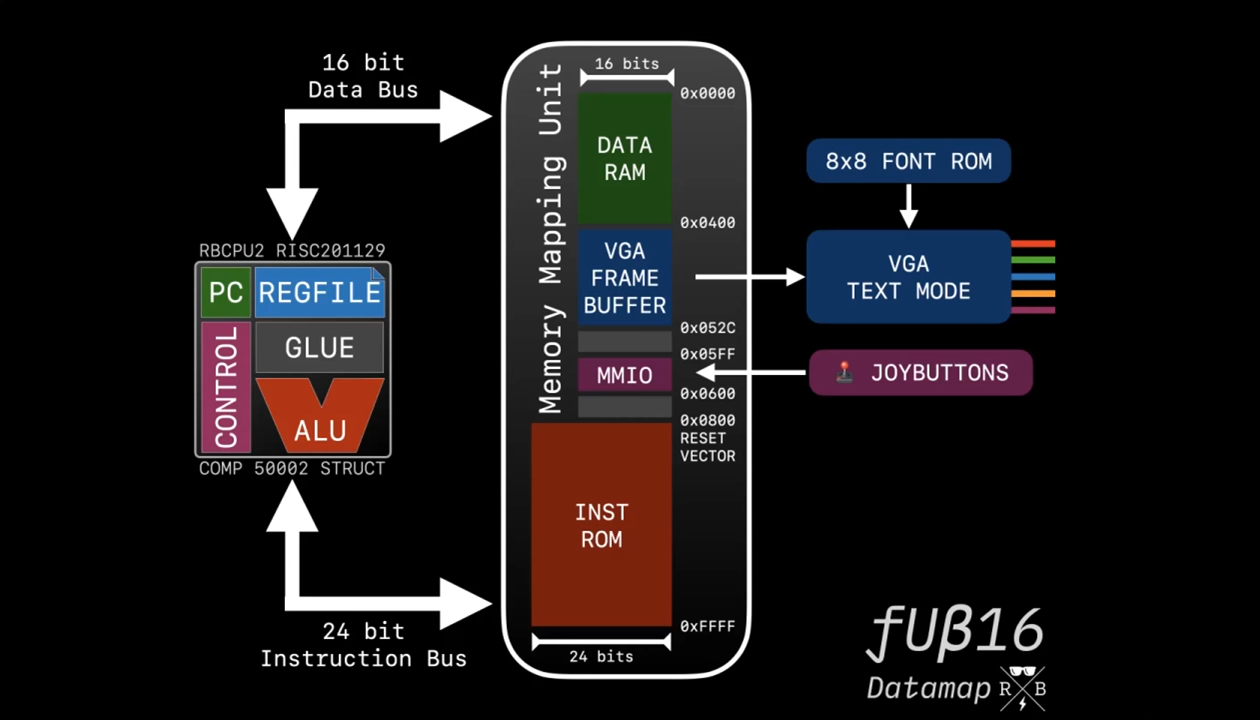 16 bit
Data Bus
RBCPU2 RISC201129
PC
REGFILE
CONTROL
GLUE
ALU
COMP 50002 STRUCT
24 bit
Instruction Bus
Memory Mapping Unit
16 bits
0x0000
DATA
RAM
0x0400
VGA
FRAME
BUFFER
0x052C
0x05FF
MMIO
0x0600
0x0800
RESET
VECTOR
INST
ROM
0xFFFF
24 bits
8x8 FONT ROM
VGA
TEXT MODE
JOYBUTTONS
ƒUβ16
Datamap
R B